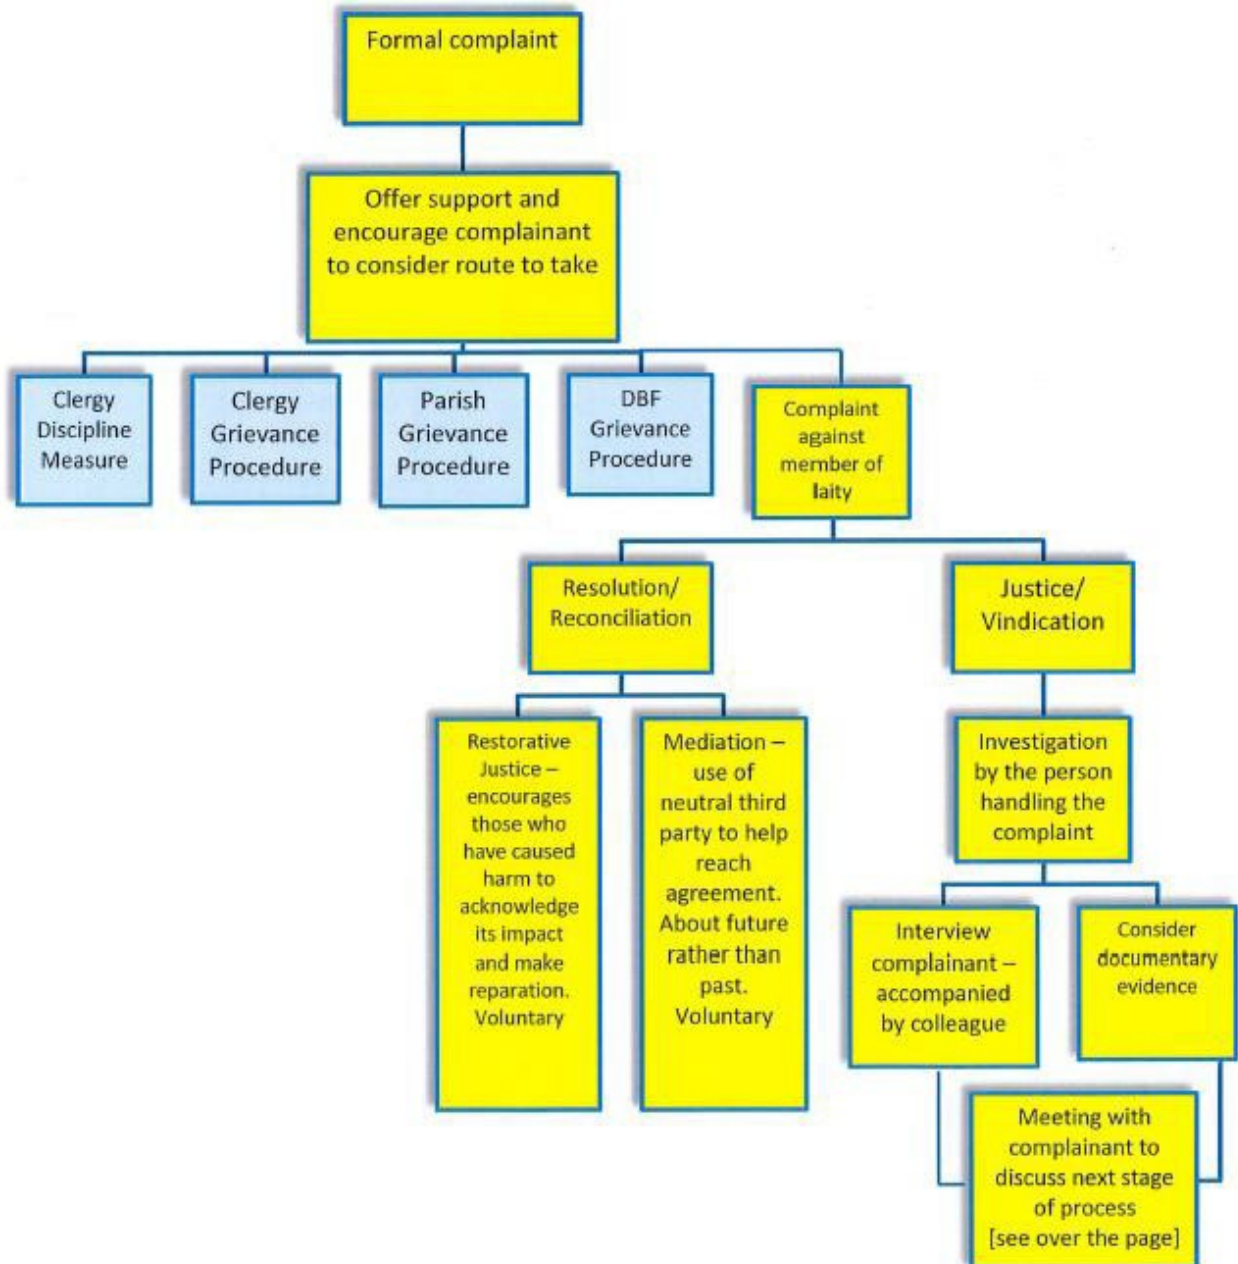 Formal complaint
Offer support and
encourage complainant
to consider route to take
Clergy
Discipline
Measure
Clergy
Grievance
Procedure
Parish
Grievance
Procedure
DBF
Grievance
Procedure
Complaint
against
member of
laity
Resolution/
Reconciliation
Justice/
Vindication
Restorative
Justice –
encourages
those who
have caused
harm to
acknowledge
its impact
and make
reparation.
Voluntary
Mediation –
use of
neutral third
party to help
reach
agreement.
About future
rather than
past.
Voluntary
Investigation
by the person
handling the
complaint
Interview
complainant –
accompanied
by colleague
Consider
documentary
evidence
Meeting with
complainant to
discuss next stage
of process
[see over the page]